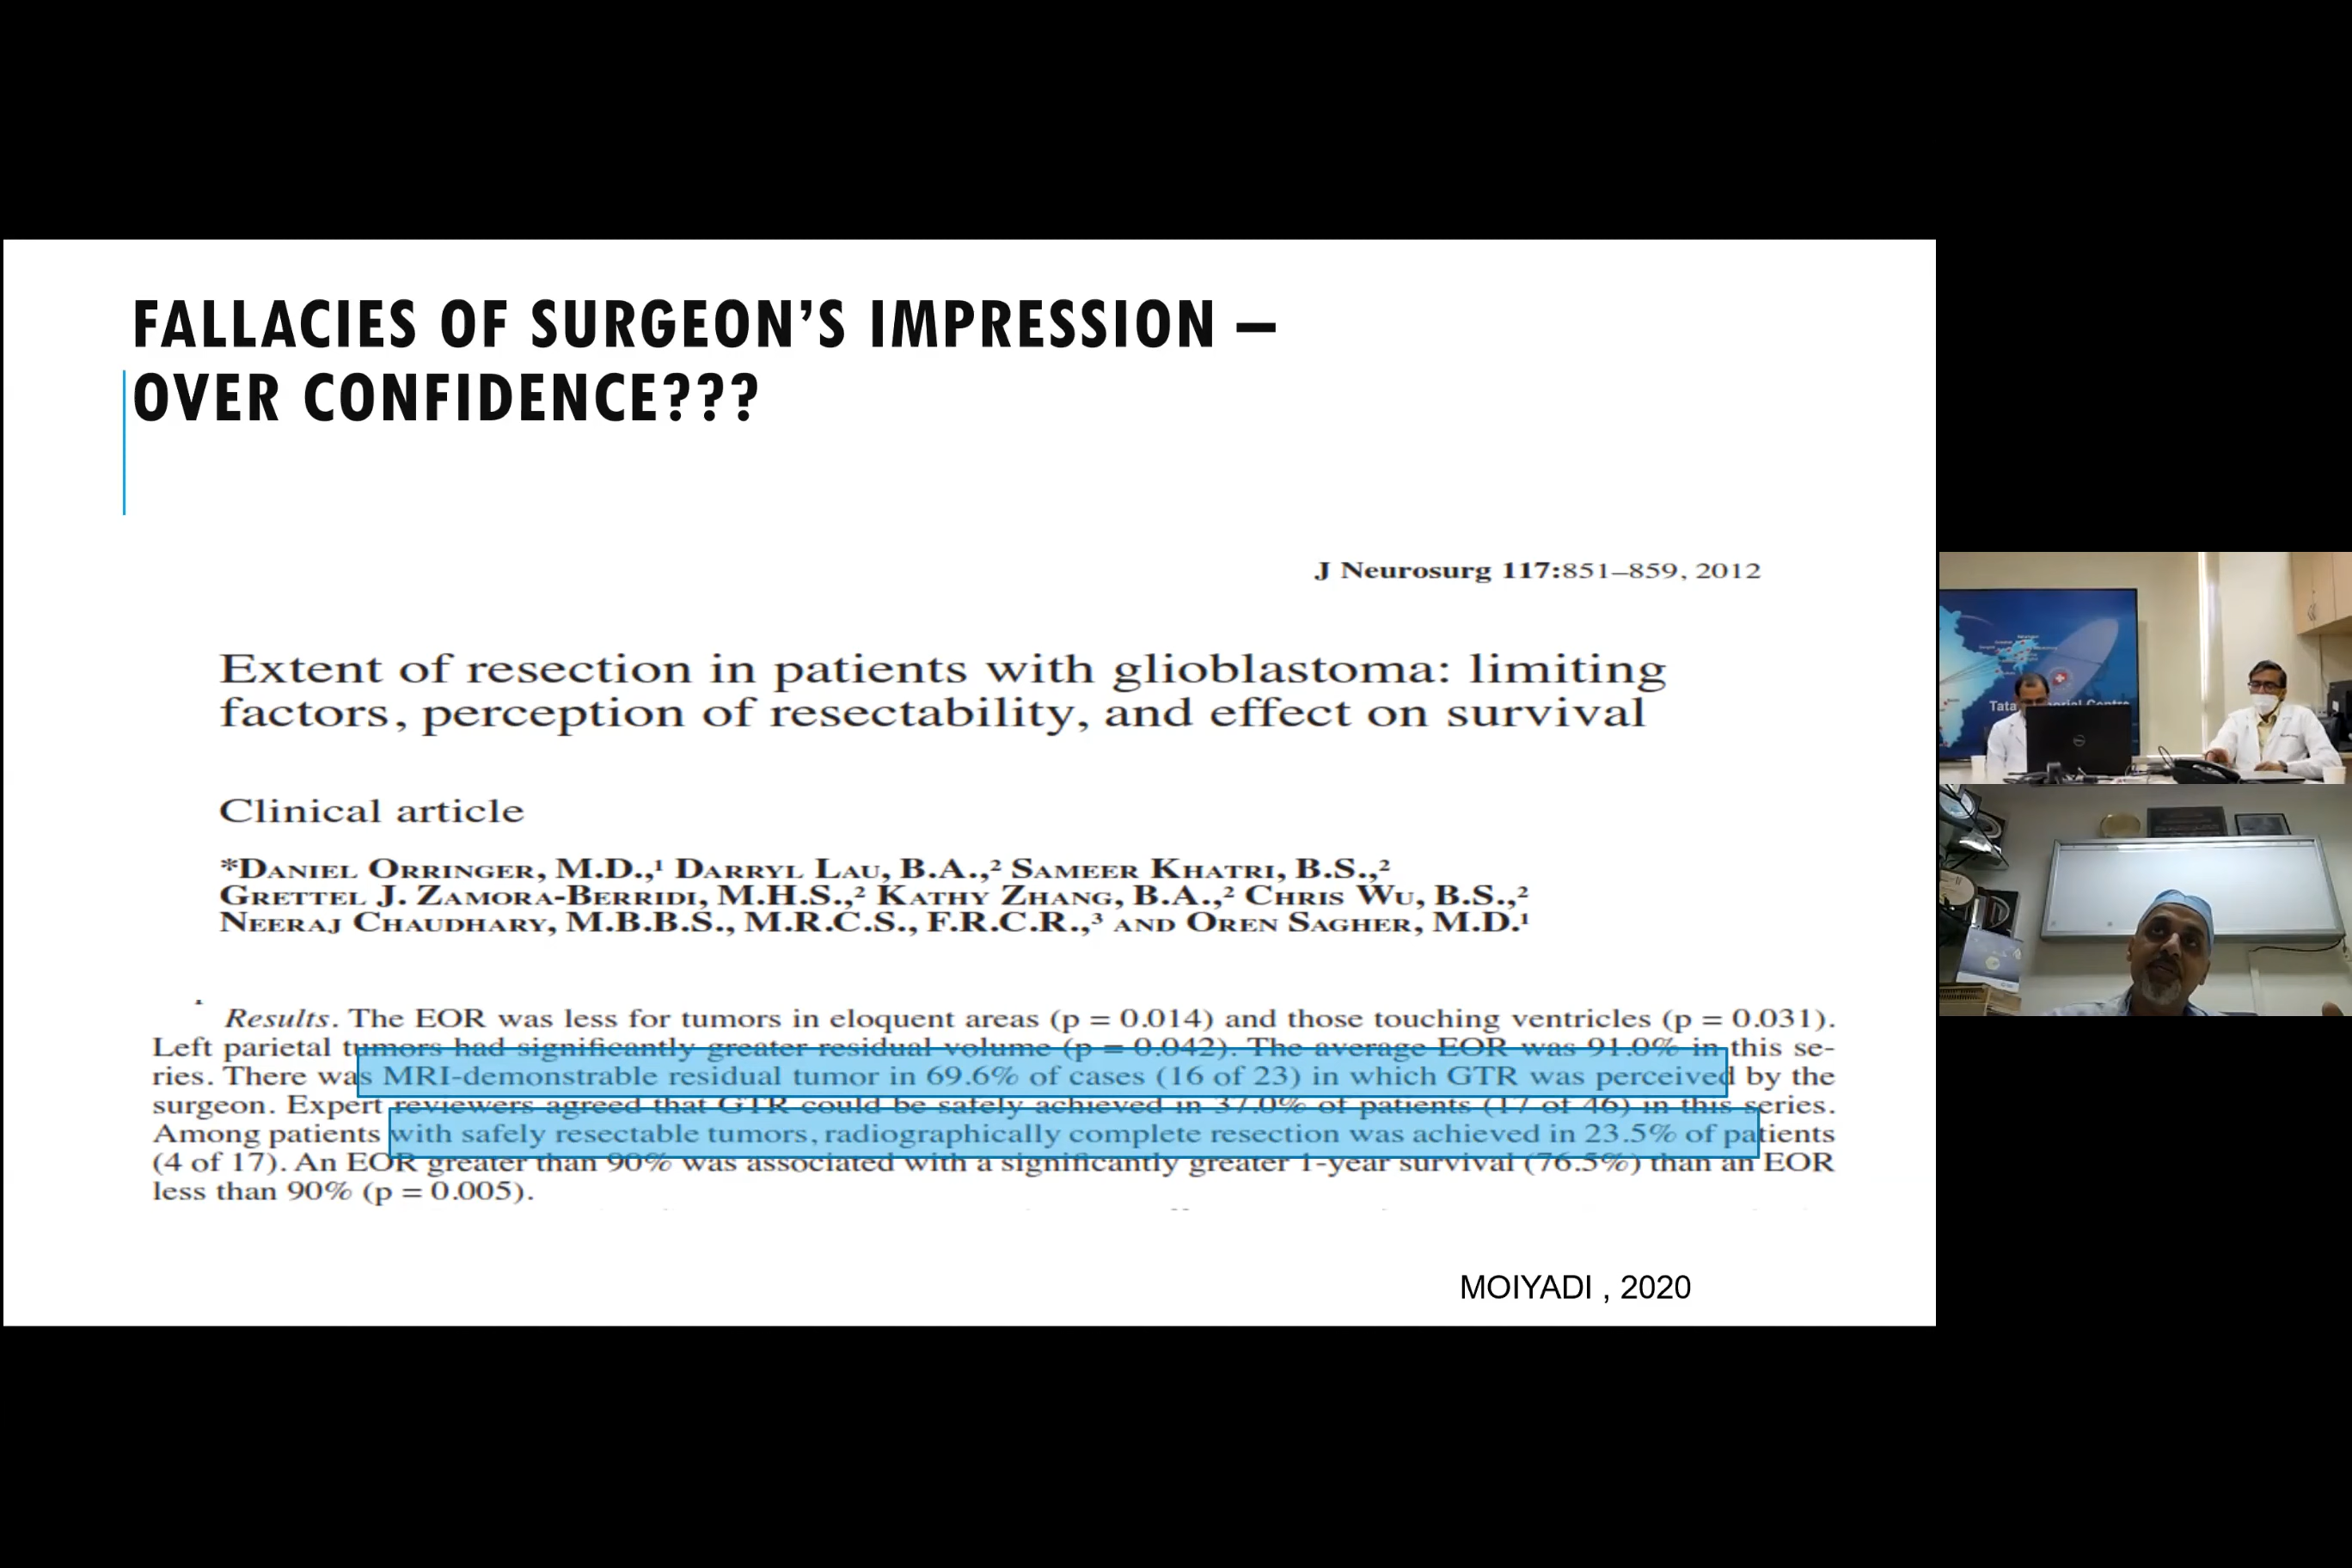 FALLACIES OF SURGEON’S IMPRESSION –
OVER CONFIDENCE???
J Neurosurg 117:851–859, 2012
Extent of resection in patients with glioblastoma: limiting
factors, perception of resectability, and effect on survival
Clinical article
*Daniel Orringer, M.D.,¹ Darryl Lau, B.A.,² Sameer Khatri, B.S.,²
Grettel J. Zamora-Berridi, M.H.S.,² Kathy Zhang, B.A.,² Chris Wu, B.S.,²
Neeraj Chaudhary, M.B.B.S., M.R.C.S., F.R.C.R.,³ and Oren Sagher, M.D.¹
Results. The EOR was less for tumors in eloquent areas (p = 0.014) and those touching ventricles (p = 0.031).
Left parietal tumors had significantly greater residual volume (p = 0.042). The average EOR was 91.0% in this se-
ries. There was MRI-demonstrable residual tumor in 69.6% of cases (16 of 23) in which GTR was perceived by the
surgeon. Expert reviewers agreed that GTR could be safely achieved in 37.0% of patients (17 of 46) in this series.
Among patients with safely resectable tumors, radiographically complete resection was achieved in 23.5% of patients
(4 of 17). An EOR greater than 90% was associated with a significantly greater 1-year survival (76.5%) than an EOR
less than 90% (p = 0.005).
MOIYADI , 2020
Tata
Centre